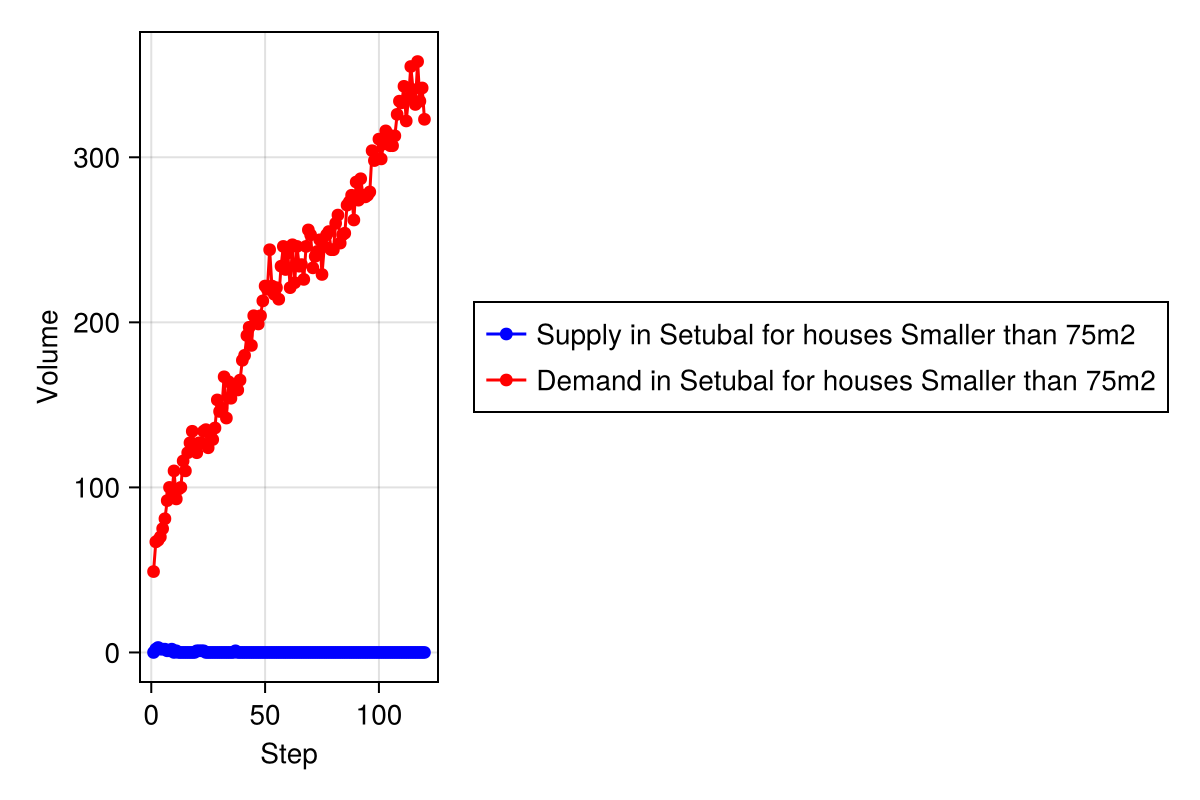 Volume
300
200
100
0
0 50 100
Step
Supply in Setubal for houses Smaller than 75m2
Demand in Setubal for houses Smaller than 75m2